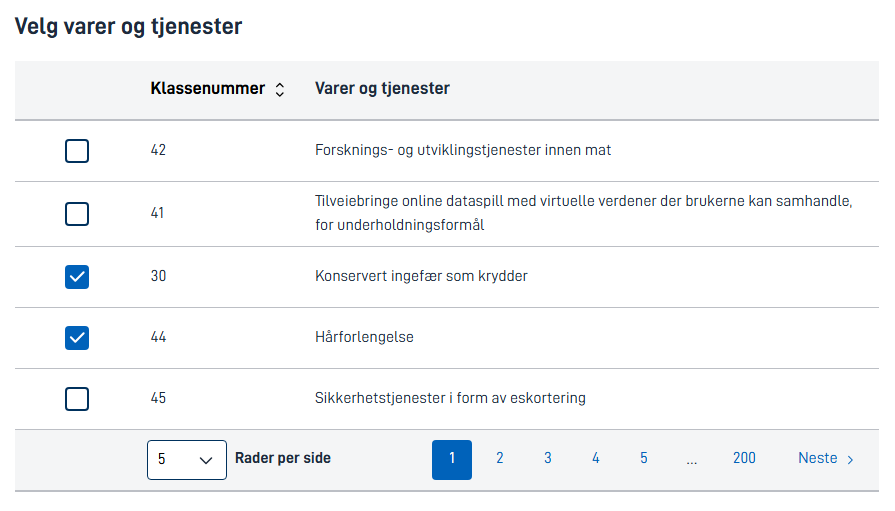 Velg varer og tjenester
Klassenummer Varer og tjenester
42 Forsknings- og utviklingstjenester innen mat
41 Tilveiebringe online dataspill med virtuelle verdener der brukerne kan samhandle,
for underholdningsformål
30 Konservert ingefær som krydder
44 Hårforlengelse
45 Sikkerhetstjenester i form av eskortering
5 Rader per side 1 2 3 4 5 ... 200 Neste